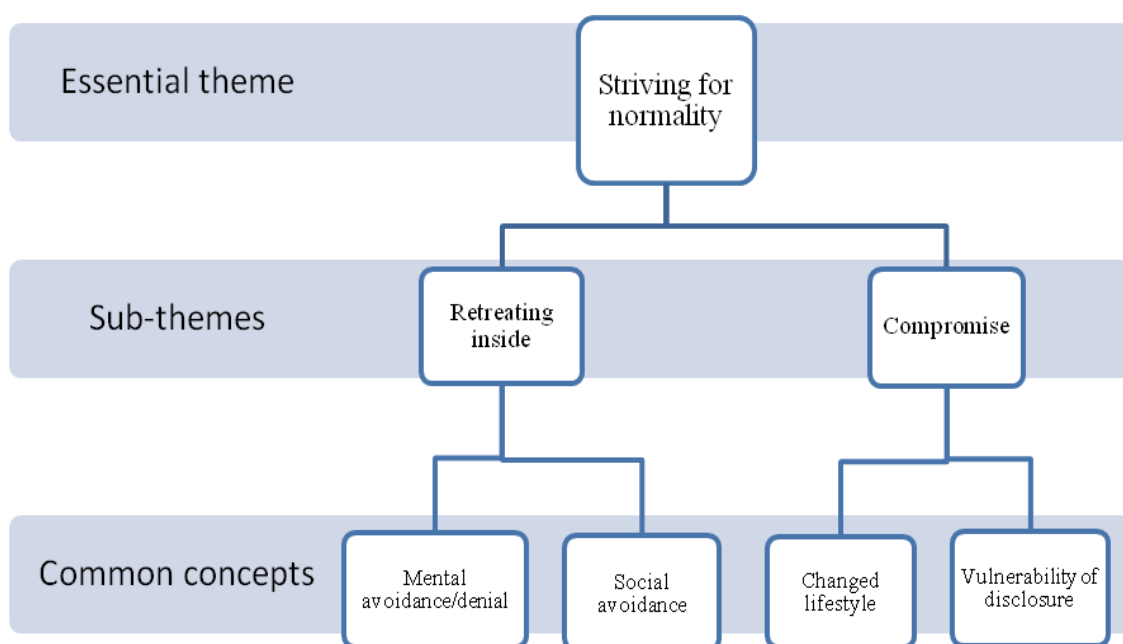 Essential theme
Striving for
normality
Sub-themes
Retreating
inside
Compromise
Common concepts
Mental
avoidance/denial
Social
avoidance
Changed
lifestyle
Vulnerability of
disclosure